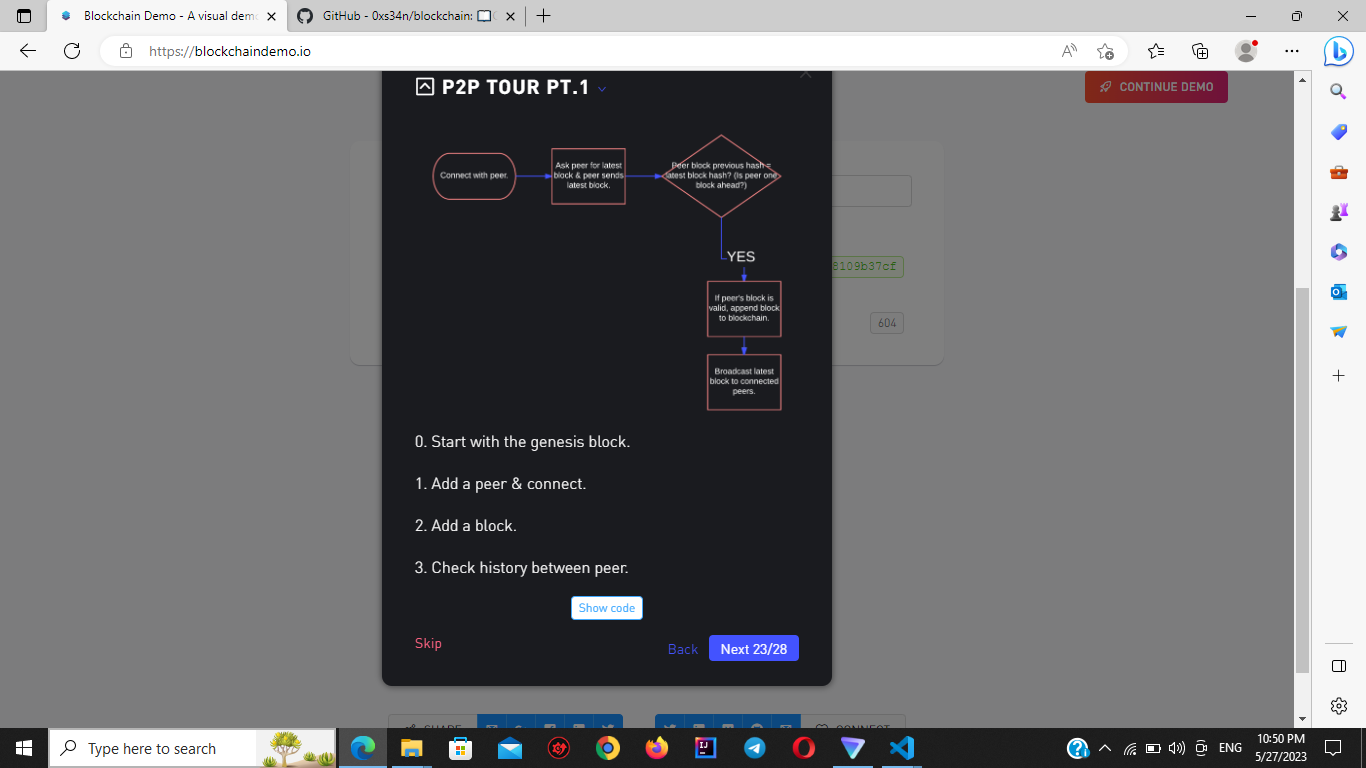 Blockchain Demo - A visual demo
GitHub - 0xs34n/blockchain:
https://blockchaindemo.io
P2P TOUR PT.1
CONTINUE DEMO
Connect with peer.
Ask peer for latest
block & peer sends
latest block.
Peer block previous hash =
latest block hash? (Is peer one
block ahead?)
YES
8109b37cf
If peer's block is
valid, append block
to blockchain.
604
Broadcast latest
block to connected
peers.
0. Start with the genesis block.
1. Add a peer & connect.
2. Add a block.
3. Check history between peer.
Show code
Skip
Back
Next 23/28
SHARE
CONNECT
Type here to search
ENG
10:50 PM
5/27/2023